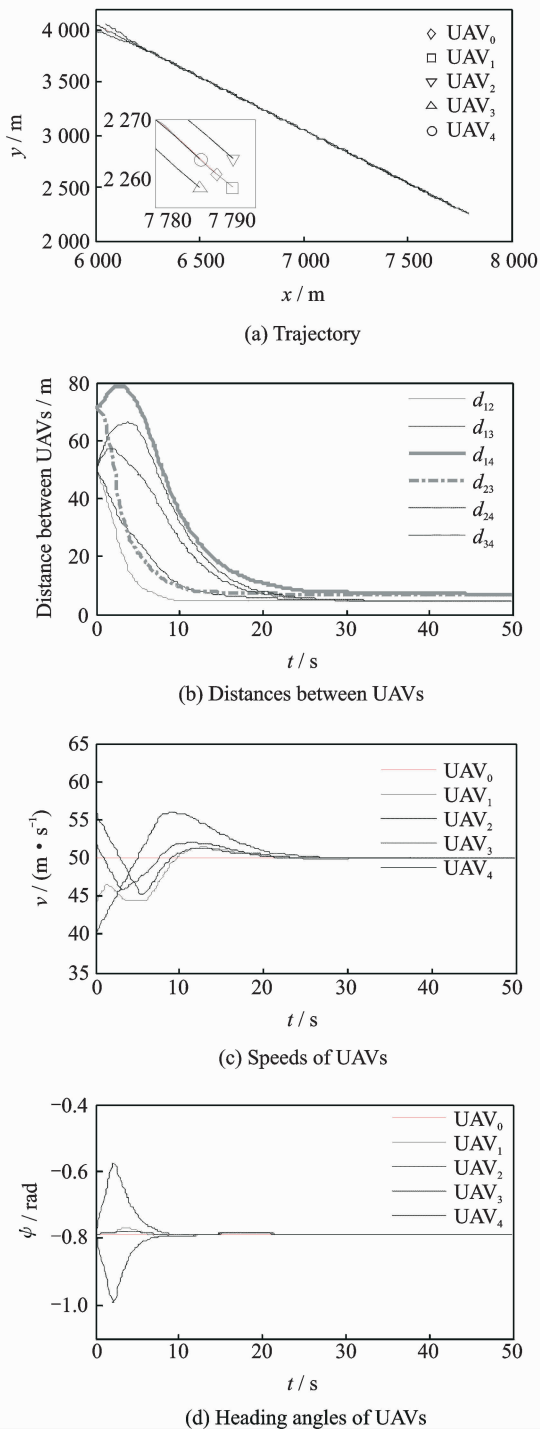 4 000
3 500
3 000
2 500
2 000
y / m
UAV₀
UAV₁
UAV₂
UAV₃
UAV₄
2 270
2 260
7 780
7 790
6 000
6 500
7 000
7 500
8 000
x / m
(a) Trajectory
80
60
40
20
0
Distance between UAVs / m
d₁₂
d₁₃
d₁₄
d₂₃
d₂₄
d₃₄
0
10
20
30
40
50
t / s
(b) Distances between UAVs
65
60
55
50
45
40
35
v / (m • s⁻¹)
UAV₀
UAV₁
UAV₂
UAV₃
UAV₄
0
10
20
30
40
50
t / s
(c) Speeds of UAVs
−0.4
−0.6
−0.8
−1.0
ψ / rad
UAV₀
UAV₁
UAV₂
UAV₃
UAV₄
0
10
20
30
40
50
t / s
(d) Heading angles of UAVs